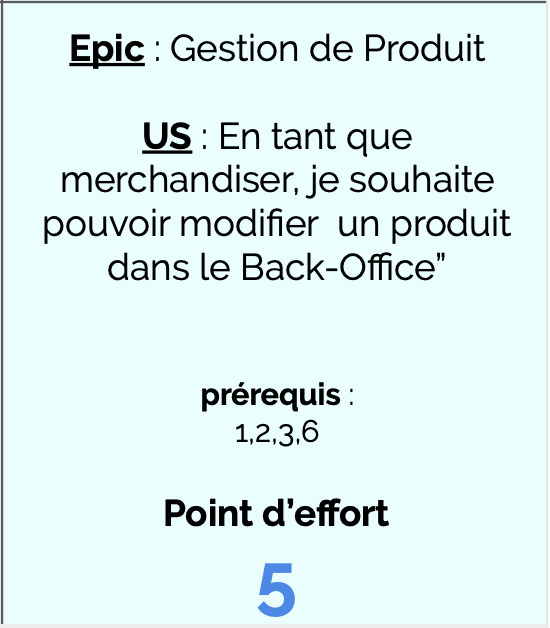 Epic : Gestion de Produit
US : En tant que
merchandiser, je souhaite
pouvoir modifier  un produit
dans le Back-Office”
prérequis :
1,2,3,6
Point d’effort
5